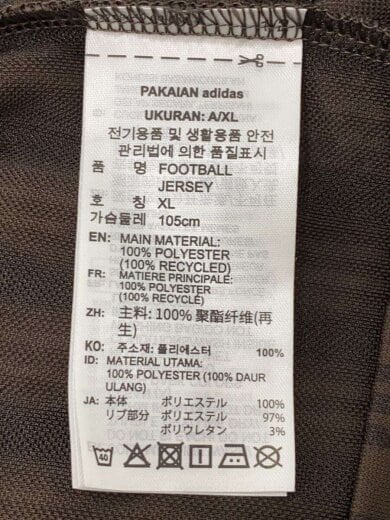 PAKAIAN adidas
UKURAN: A/XL
전기용품 및 생활용품 안전
관리법에 의한 품질표시
품 명 FOOTBALL
JERSEY
호 칭 XL
가슴둘레 105cm
EN: MAIN MATERIAL:
100% POLYESTER
(100% RECYCLED)
FR: MATIERE PRINCIPALE:
100% POLYESTER
(100% RECYCLÉ)
ZH: 主料: 100% 聚酯纤维(再
生)
KO: 주소재: 폴리에스터 100%
ID: MATERIAL UTAMA:
100% POLYESTER (100% DAUR
ULANG)
JA: 本体 ポリエステル 100%
リブ部分 ポリエステル 97%
ポリウレタン 3%
40